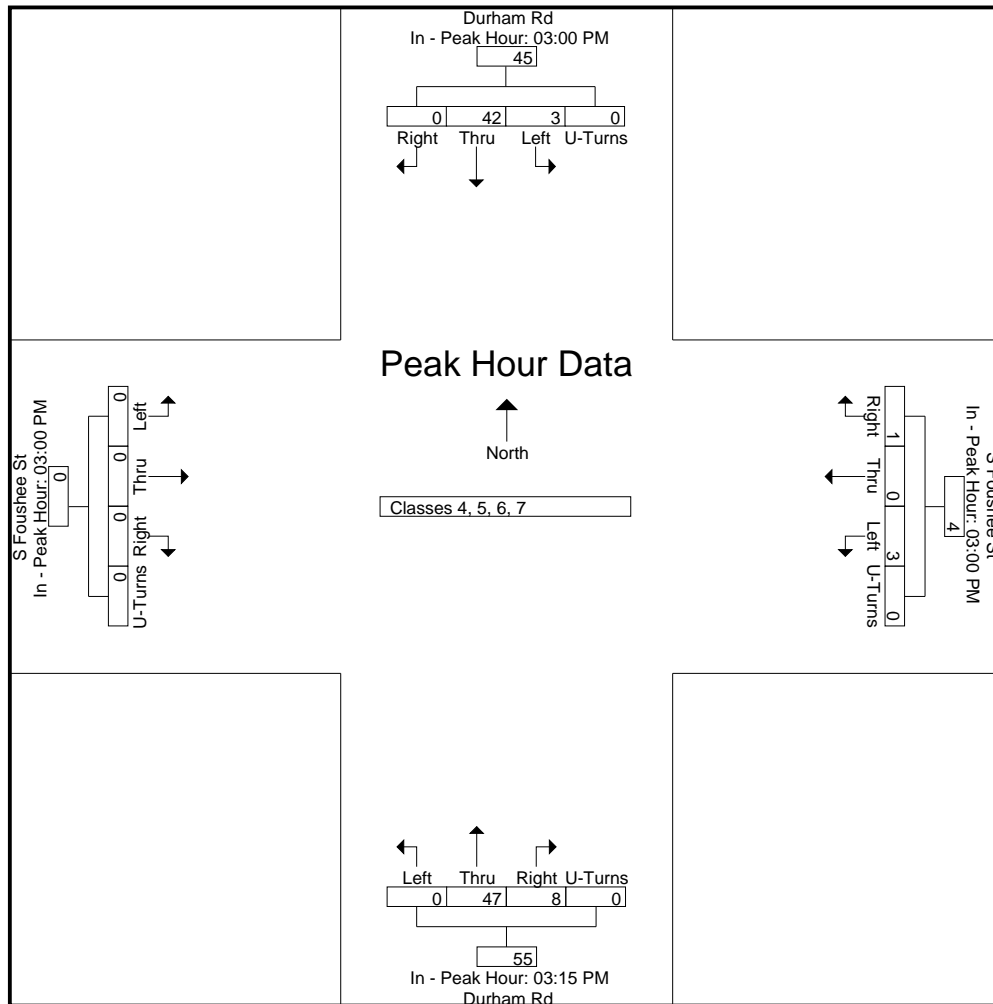 Durham Rd
In - Peak Hour: 03:00 PM
45
0 42 3 0
Right Thru Left U-Turns
Peak Hour Data
North
Classes 4, 5, 6, 7
S Foushee St
In - Peak Hour: 03:00 PM
0
0 0 0 0
Left Thru Right U-Turns
S Foushee St
In - Peak Hour: 03:00 PM
4
1 0 3 0
Right Thru Left U-Turns
Left Thru Right U-Turns
0 47 8 0
55
In - Peak Hour: 03:15 PM
Durham Rd